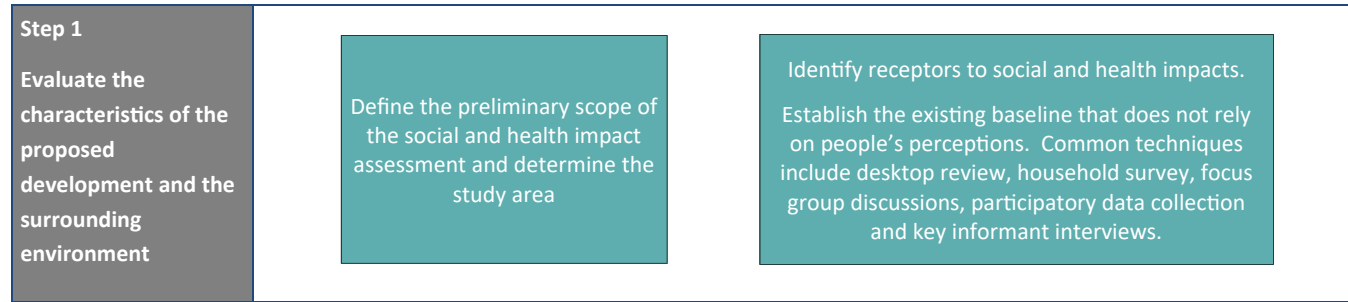 Step 1
Evaluate the
characteristics of the
proposed
development and the
surrounding
environment
Define the preliminary scope of
the social and health impact
assessment and determine the
study area
Identify receptors to social and health impacts.
Establish the existing baseline that does not rely
on people’s perceptions.  Common techniques
include desktop review, household survey, focus
group discussions, participatory data collection
and key informant interviews.